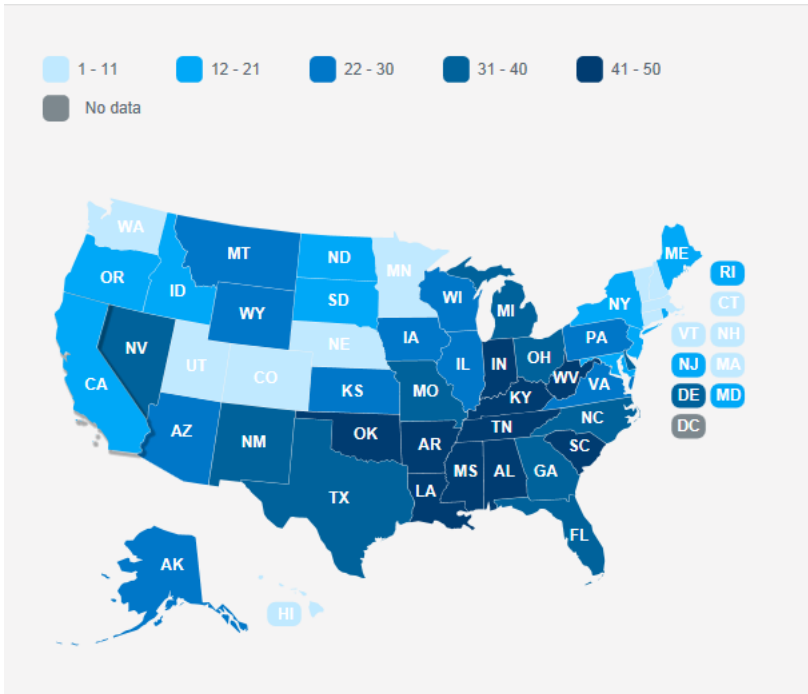 1 - 11 12 - 21 22 - 30 31 - 40 41 - 50
No data
WA
MT
ND
MN
ME
OR
ID
SD
WI
MI
NY
RI
WY
CT
NV
UT
NE
IA
PA
VT NH
CA
CO
KS
IL
IN
OH
NJ MA
MO
WV
VA
KY
DE MD
AZ
NM
OK
AR
TN
NC
DC
SC
TX
LA
MS
AL
GA
FL
AK
HI